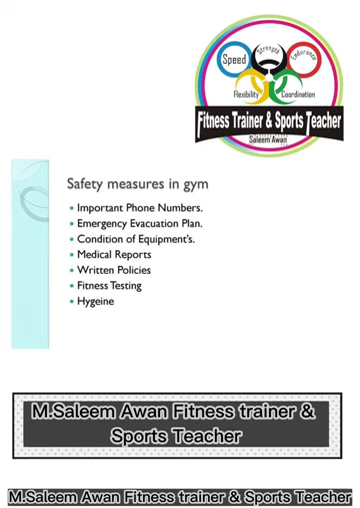 Speed
Strength
Endurance
Flexibility
Coordination
Fitness Trainer & Sports Teacher
Saleem Awan
Safety measures in gym
• Important Phone Numbers.
• Emergency Evacuation Plan.
• Condition of Equipment's.
• Medical Reports
• Written Policies
• Fitness Testing
• Hygeine
M.Saleem Awan Fitness trainer &
Sports Teacher
M.Saleem Awan Fitness trainer & Sports Teacher